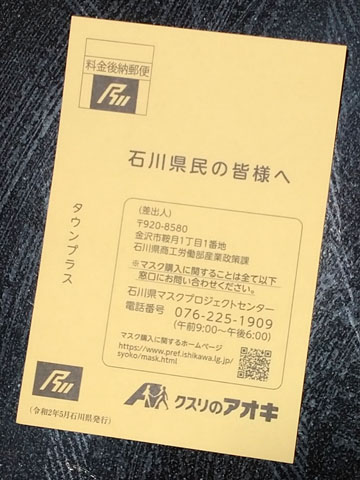 料金後納郵便
石川県民の皆様へ
タウンプラス
(差出人)
〒920-8580
金沢市鞍月1丁目1番地
石川県商工労働部産業政策課
※マスク購入に関することは全て以下
窓口にお問い合わせください。
石川県マスクプロジェクトセンター
電話番号 076-225-1909
(午前9:00~午後6:00)
マスク購入に関するホームページ
https://www.pref.ishikawa.lg.jp/
syoko/mask.html
クスリのアオキ
(令和2年5月石川県発行)